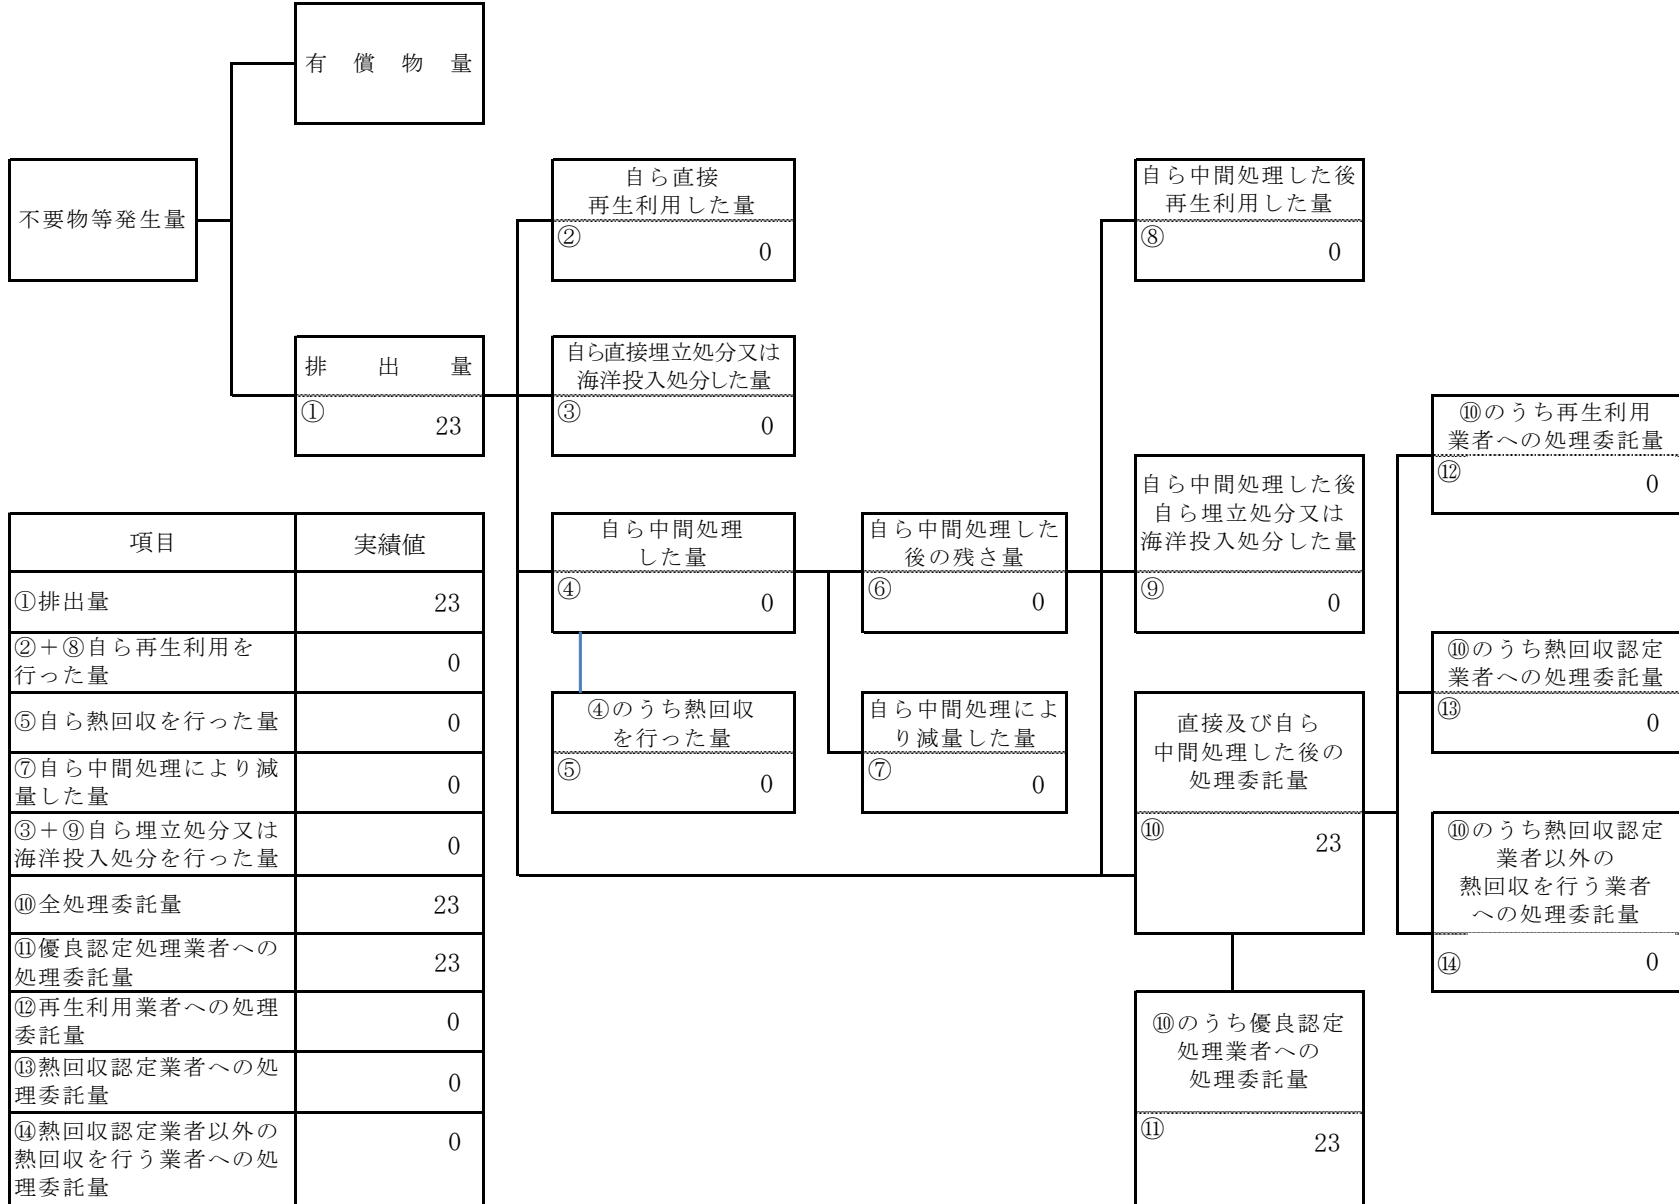 有償物量
不要物等発生量
自ら直接
再生利用した量
②
0
自ら中間処理した後
再生利用した量
⑧
0
排出量
①
23
自ら直接埋立処分又は
海洋投入処分した量
③
0
⑩のうち再生利用
業者への処理委託量
⑫
0
自ら中間処理した後
自ら埋立処分又は
海洋投入処分した量
⑨
0
自ら中間処理
した量
④
0
自ら中間処理した
後の残さ量
⑥
0
⑩のうち熱回収認定
業者への処理委託量
⑬
0
④のうち熱回収
を行った量
⑤
0
自ら中間処理によ
り減量した量
⑦
0
直接及び自ら
中間処理した後の
処理委託量
⑩
23
⑩のうち熱回収認定
業者以外の
熱回収を行う業者
への処理委託量
⑭
0
⑩のうち優良認定
処理業者への
処理委託量
⑪
23
項目 実績値
①排出量 23
②+⑧自ら再生利用を
行った量 0
⑤自ら熱回収を行った量 0
⑦自ら中間処理により減
量した量 0
③+⑨自ら埋立処分又は
海洋投入処分を行った量 0
⑩全処理委託量 23
⑪優良認定処理業者への
処理委託量 23
⑫再生利用業者への処理
委託量 0
⑬熱回収認定業者への処
理委託量 0
⑭熱回収認定業者以外の
熱回収を行う業者への処
理委託量 0